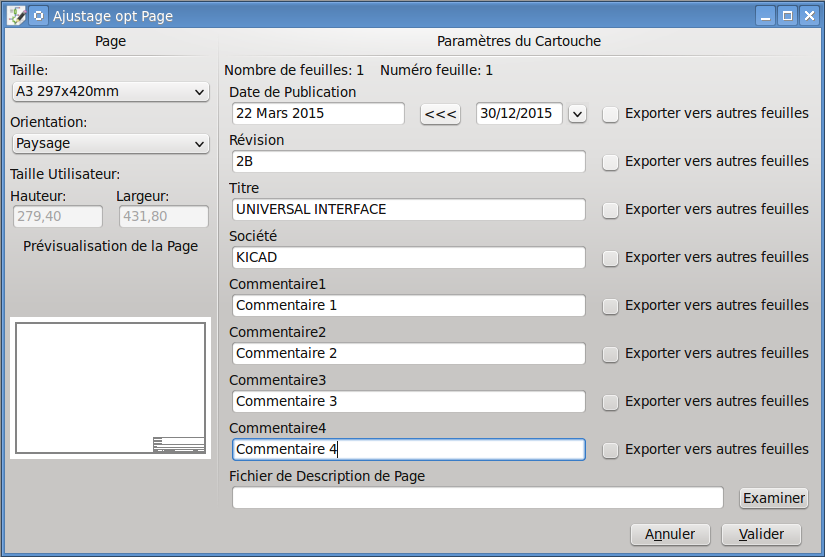 Ajustage opt Page
Page
Paramètres du Cartouche
Taille:
A3 297x420mm
Orientation:
Paysage
Taille Utilisateur:
Hauteur: Largeur:
279,40 431,80
Prévisualisation de la Page
Nombre de feuilles: 1 Numéro feuille: 1
Date de Publication
22 Mars 2015 <<< 30/12/2015 Exporter vers autres feuilles
Révision
2B Exporter vers autres feuilles
Titre
UNIVERSAL INTERFACE Exporter vers autres feuilles
Société
KICAD Exporter vers autres feuilles
Commentaire1
Commentaire 1 Exporter vers autres feuilles
Commentaire2
Commentaire 2 Exporter vers autres feuilles
Commentaire3
Commentaire 3 Exporter vers autres feuilles
Commentaire4
Commentaire 4 Exporter vers autres feuilles
Fichier de Description de Page
Examiner
Annuler Valider